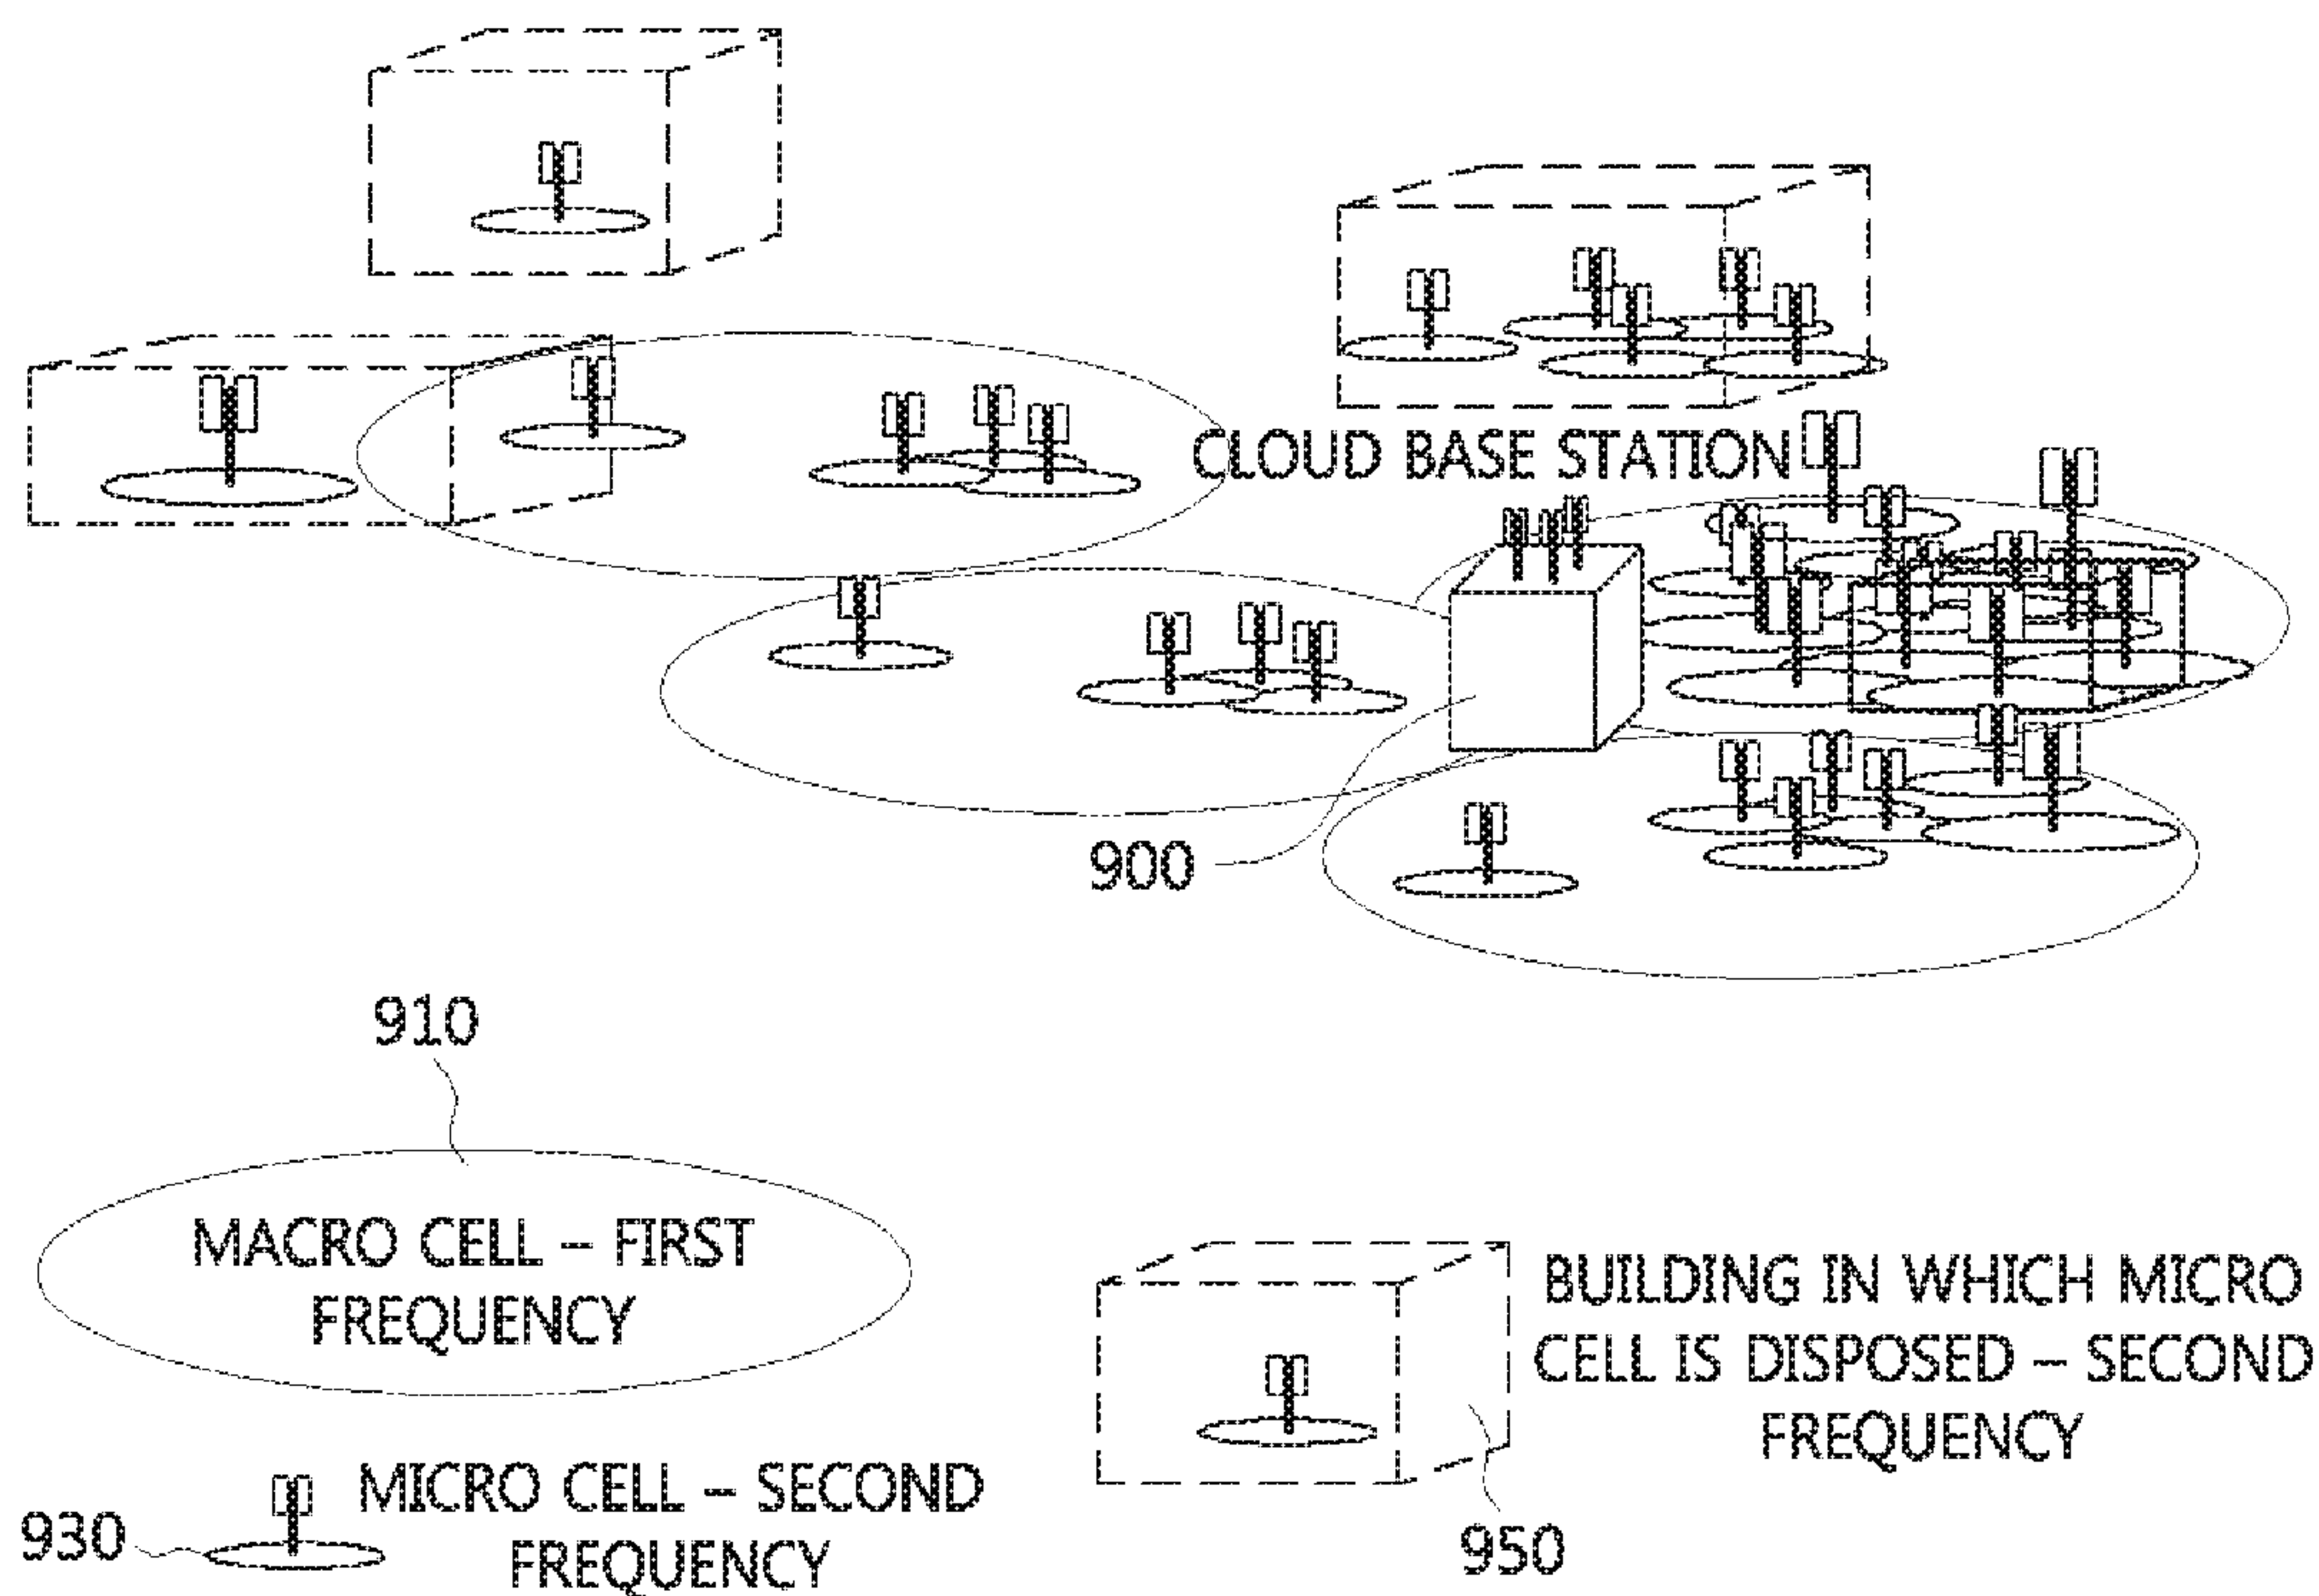 CLOUD BASE STATION
900
910
MACRO CELL – FIRST
FREQUENCY
BUILDING IN WHICH MICRO
CELL IS DISPOSED – SECOND
FREQUENCY
MICRO CELL – SECOND
FREQUENCY
930
950